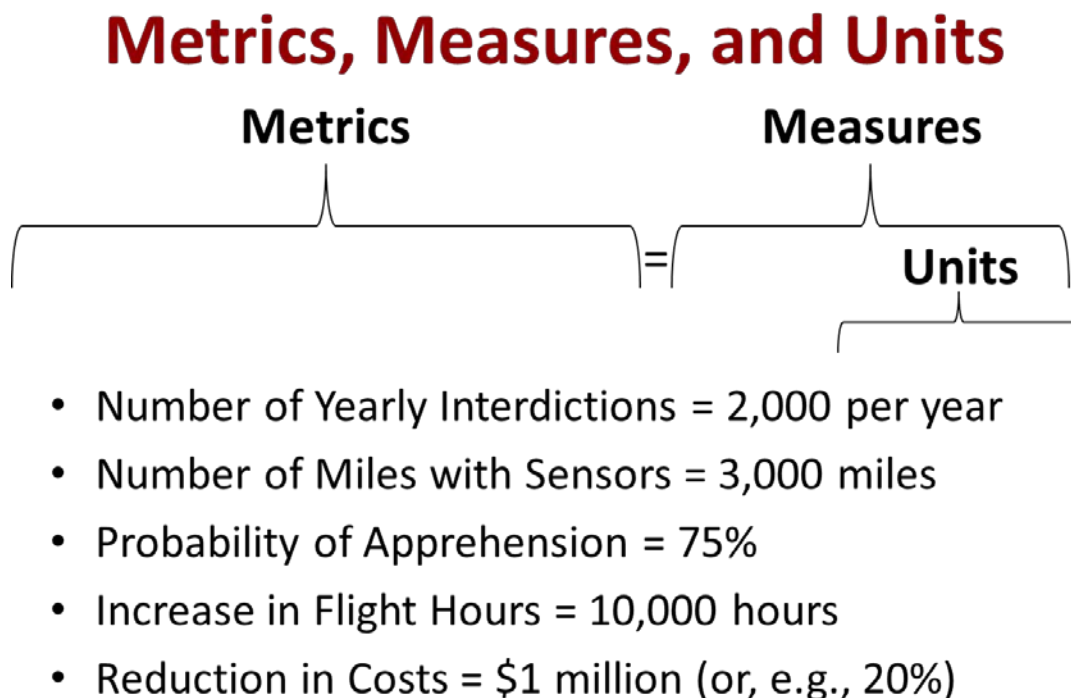 Metrics, Measures, and Units
Metrics Measures
=
Units
• Number of Yearly Interdictions = 2,000 per year
• Number of Miles with Sensors = 3,000 miles
• Probability of Apprehension = 75%
• Increase in Flight Hours = 10,000 hours
• Reduction in Costs = $1 million (or, e.g., 20%)